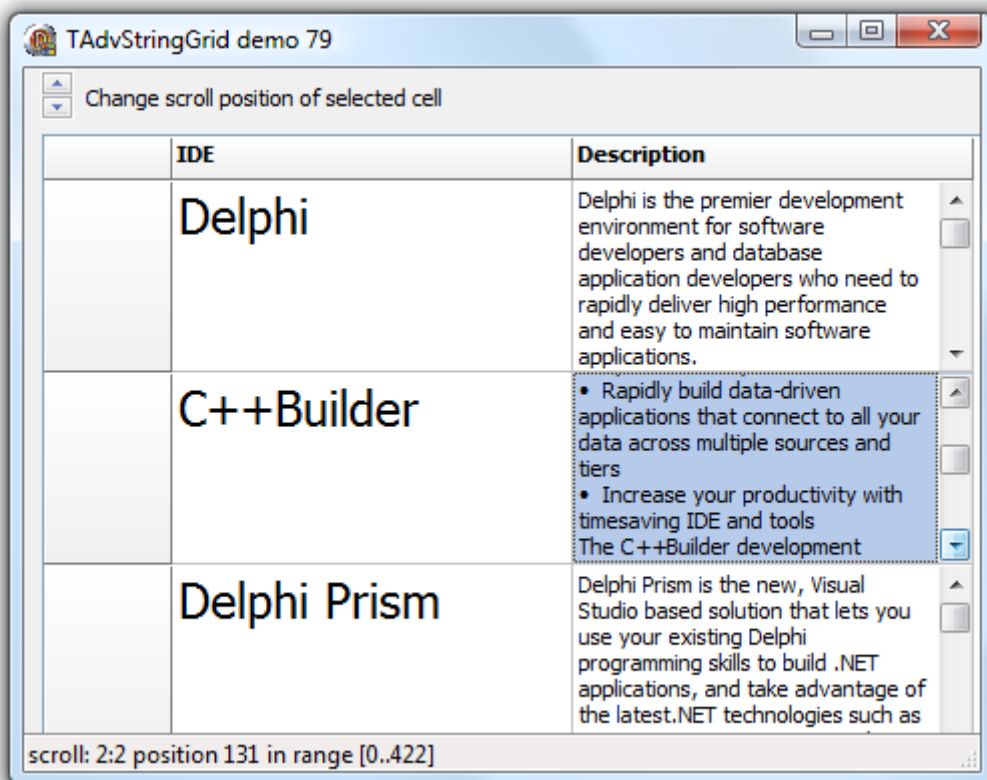 TAdvStringGrid demo 79
Change scroll position of selected cell
IDE
Description
Delphi
Delphi is the premier development
environment for software
developers and database
application developers who need to
rapidly deliver high performance
and easy to maintain software
applications.
C++Builder
• Rapidly build data-driven
applications that connect to all your
data across multiple sources and
tiers
• Increase your productivity with
timesaving IDE and tools
The C++Builder development
Delphi Prism
Delphi Prism is the new, Visual
Studio based solution that lets you
use your existing Delphi
programming skills to build .NET
applications, and take advantage of
the latest.NET technologies such as
scroll: 2:2 position 131 in range [0..422]